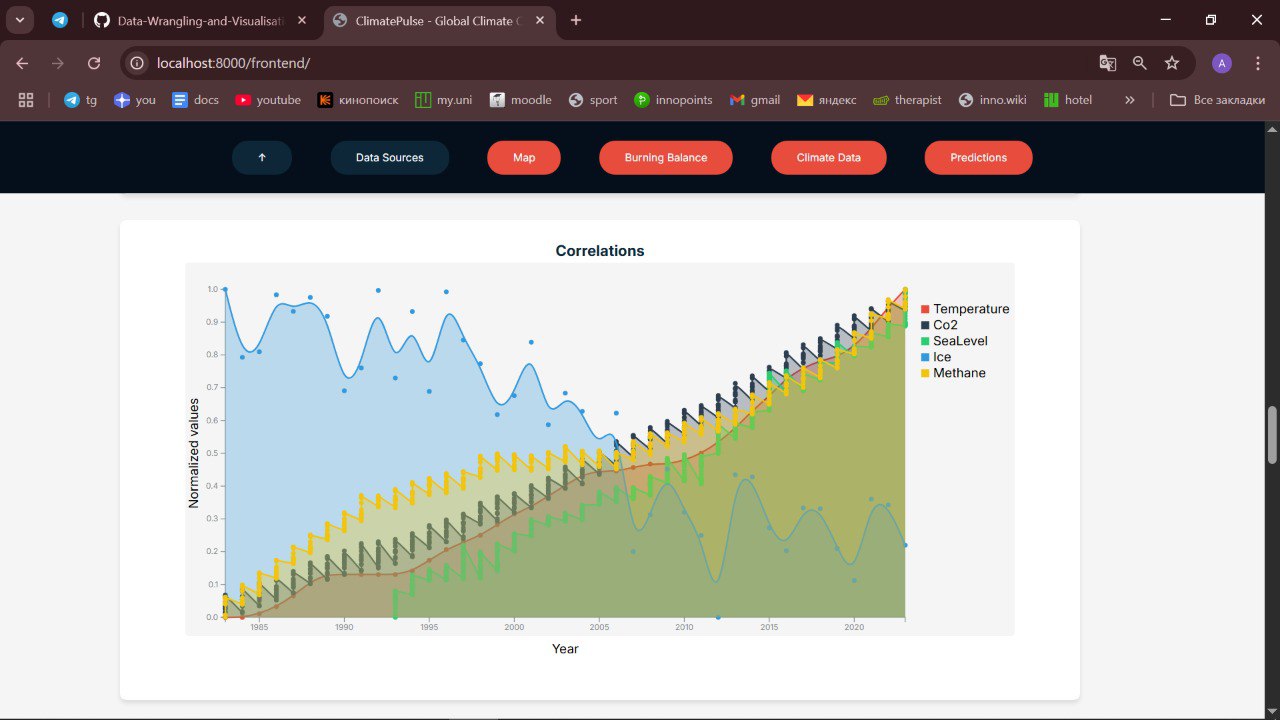 Data-Wrangling-and-Visualisati
ClimatePulse - Global Climate C
localhost:8000/frontend/
A
tg
you
docs
youtube
кинопоиск
my.uni
moodle
sport
innopoints
gmail
яндекс
therapist
inno.wiki
hotel
Все закладки
↑
Data Sources
Map
Burning Balance
Climate Data
Predictions
Correlations
1.0
0.9
0.8
0.7
0.6
0.5
0.4
0.3
0.2
0.1
0.0
Normalized values
1985
1990
1995
2000
2005
2010
2015
2020
Year
Temperature
Co2
SeaLevel
Ice
Methane